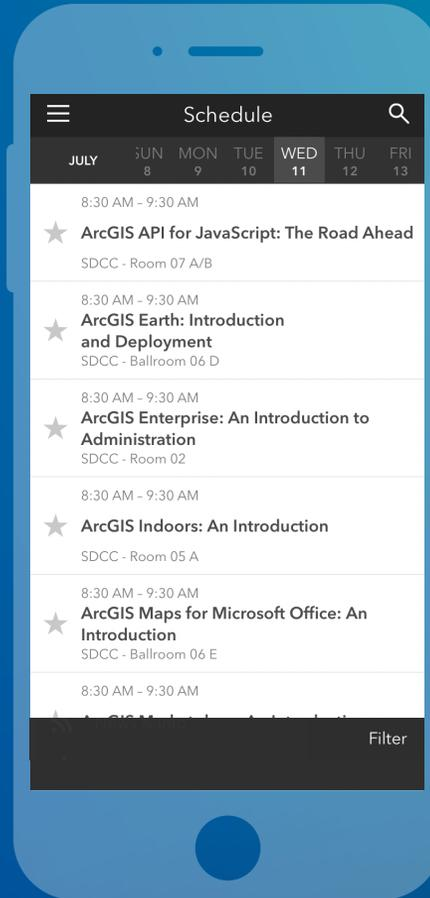 Schedule
JULY
SUN MON TUE WED THU FRI
8 9 10 11 12 13
8:30 AM – 9:30 AM
ArcGIS API for JavaScript: The Road Ahead
SDCC - Room 07 A/B
8:30 AM – 9:30 AM
ArcGIS Earth: Introduction
and Deployment
SDCC - Ballroom 06 D
8:30 AM – 9:30 AM
ArcGIS Enterprise: An Introduction to
Administration
SDCC - Room 02
8:30 AM – 9:30 AM
ArcGIS Indoors: An Introduction
SDCC - Room 05 A
8:30 AM – 9:30 AM
ArcGIS Maps for Microsoft Office: An
Introduction
SDCC - Ballroom 06 E
8:30 AM – 9:30 AM
Filter